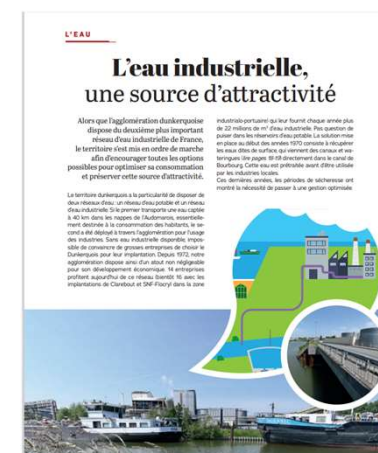 L'EAU
L'eau industrielle,
une source d'attractivité
Alors que l'agglomération dunkerquoise
dispose du deuxième plus important
réseau d'eau industrielle de France,
le territoire s'est mis en ordre de marche
afin d'encourager toutes les options
possibles pour optimiser sa consommation
et préserver cette source d'attractivité.
Le territoire dunkerquois a la particularité de disposer de
deux réseaux d'eau : un réseau d'eau potable et un réseau
d'eau industrielle. Si le premier transporte une eau captée
à 40 km dans les nappes de l'Audomarois, essentielle-
ment destinée à la consommation des habitants, le se-
cond a été déployé à travers l'agglomération pour l'usage
des industries. Sans eau industrielle disponible, impos-
sible de convaincre de grosses entreprises de choisir le
Dunkerquois pour leur implantation. Depuis 1972, notre
agglomération dispose ainsi d'un atout non négligeable
pour son développement économique. 14 entreprises
profitent aujourd'hui de ce réseau (bientôt 16 avec les
implantations de Clarebout et SNF-Flocryl dans la zone
industrialo-portuaire) qui leur fournit chaque année plus
de 22 millions de m³ d'eau industrielle. Pas question de
puiser dans les réservoirs d'eau potable. La solution mise
en place au début des années 1970 consiste à récupérer
les eaux dites de surface, qui viennent des canaux et wa-
teringues (lire pages 18-19) directement dans le canal de
Bourbourg. Cette eau est prétraitée avant d'être utilisée
par les industries locales.
Ces dernières années, les périodes de sécheresse ont
montré la nécessité de passer à une gestion optimisée.